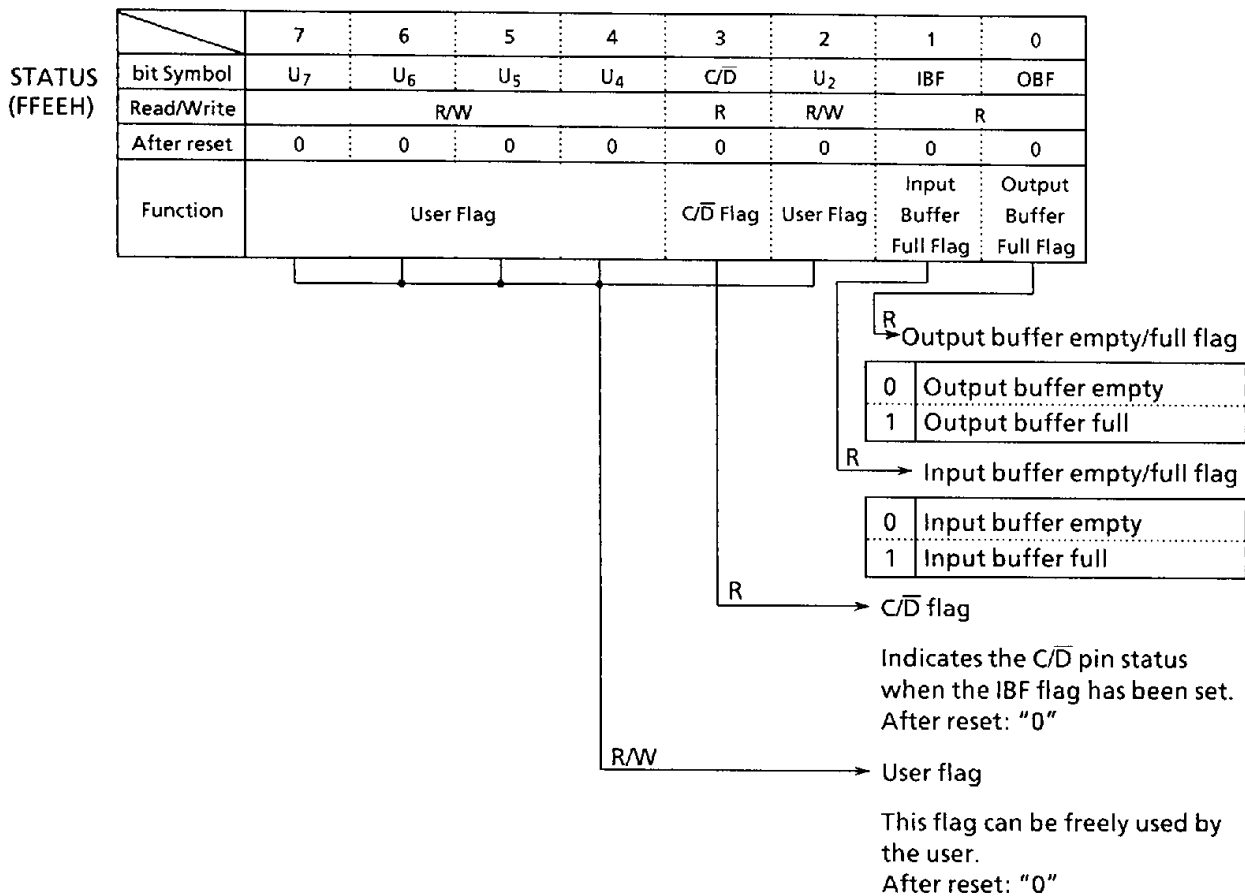 7 6 5 4 3 2 1 0
STATUS
(FFEEH)
bit Symbol U₇ U₆ U₅ U₄ C/D̅ U₂ IBF OBF
Read/Write R/W R R/W R
After reset 0 0 0 0 0 0 0 0
Function User Flag C/D̅ Flag User Flag Input Buffer Full Flag Output Buffer Full Flag
R
Output buffer empty/full flag
0 Output buffer empty
1 Output buffer full
R
Input buffer empty/full flag
0 Input buffer empty
1 Input buffer full
R
C/D̅ flag
Indicates the C/D̅ pin status
when the IBF flag has been set.
After reset: "0"
R/W
User flag
This flag can be freely used by
the user.
After reset: "0"